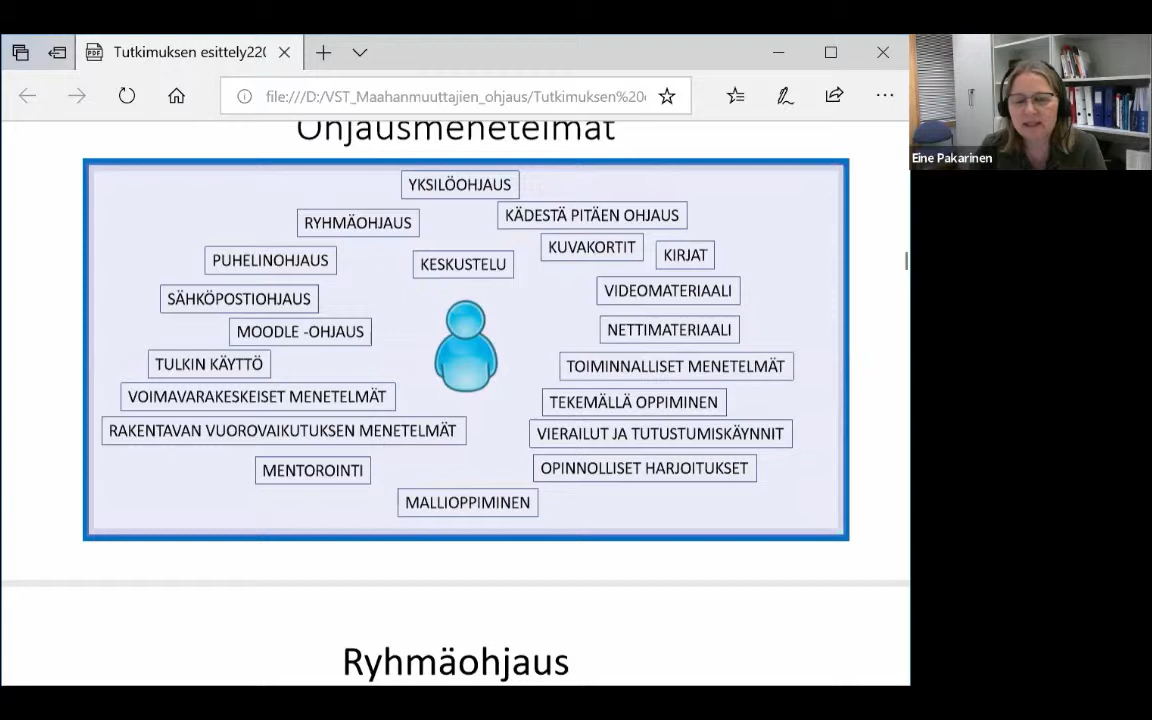 Tutkimuksen esittely220
file:///D:/VST_Maahanmuuttajien_ohjaus/Tutkimuksen%20
Eine Pakarinen
Ohjausmenetelmät
YKSILÖOHJAUS
RYHMÄOHJAUS
KÄDESTÄ PITÄEN OHJAUS
PUHELINOHJAUS
KESKUSTELU
KUVAKORTIT
KIRJAT
SÄHKÖPOSTIOHJAUS
VIDEOMATERIAALI
MOODLE -OHJAUS
NETTIMATERIAALI
TULKIN KÄYTTÖ
TOIMINNALLISET MENETELMÄT
VOIMAVARAKESKEISET MENETELMÄT
TEKEMÄLLÄ OPPIMINEN
RAKENTAVAN VUOROVAIKUTUKSEN MENETELMÄT
VIERAILUT JA TUTUSTUMISKÄYNNIT
MENTOROINTI
OPINNOLLISET HARJOITUKSET
MALLIOPPIMINEN
Ryhmäohjaus